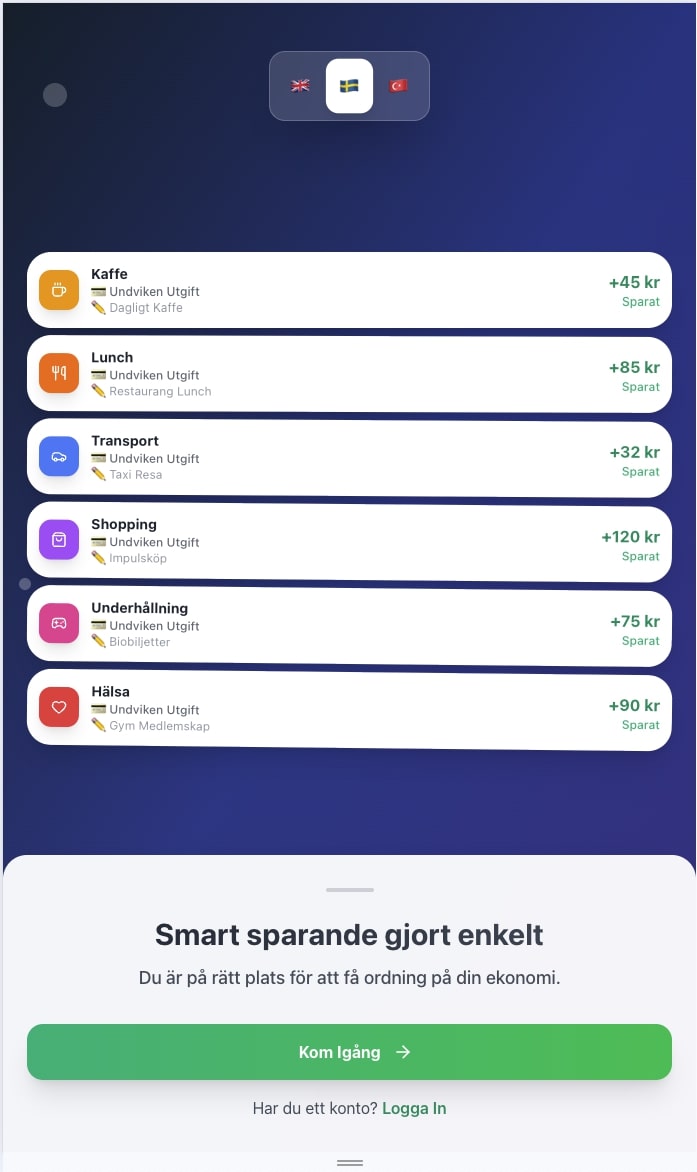 Kaffe
Undviken Utgift
Dagligt Kaffe
+45 kr
Sparat
Lunch
Undviken Utgift
Restaurang Lunch
+85 kr
Sparat
Transport
Undviken Utgift
Taxi Resa
+32 kr
Sparat
Shopping
Undviken Utgift
Impulsköp
+120 kr
Sparat
Underhållning
Undviken Utgift
Biobiljetter
+75 kr
Sparat
Hälsa
Undviken Utgift
Gym Medlemskap
+90 kr
Sparat
Smart sparande gjort enkelt
Du är på rätt plats för att få ordning på din ekonomi.
Kom Igång →
Har du ett konto? Logga In